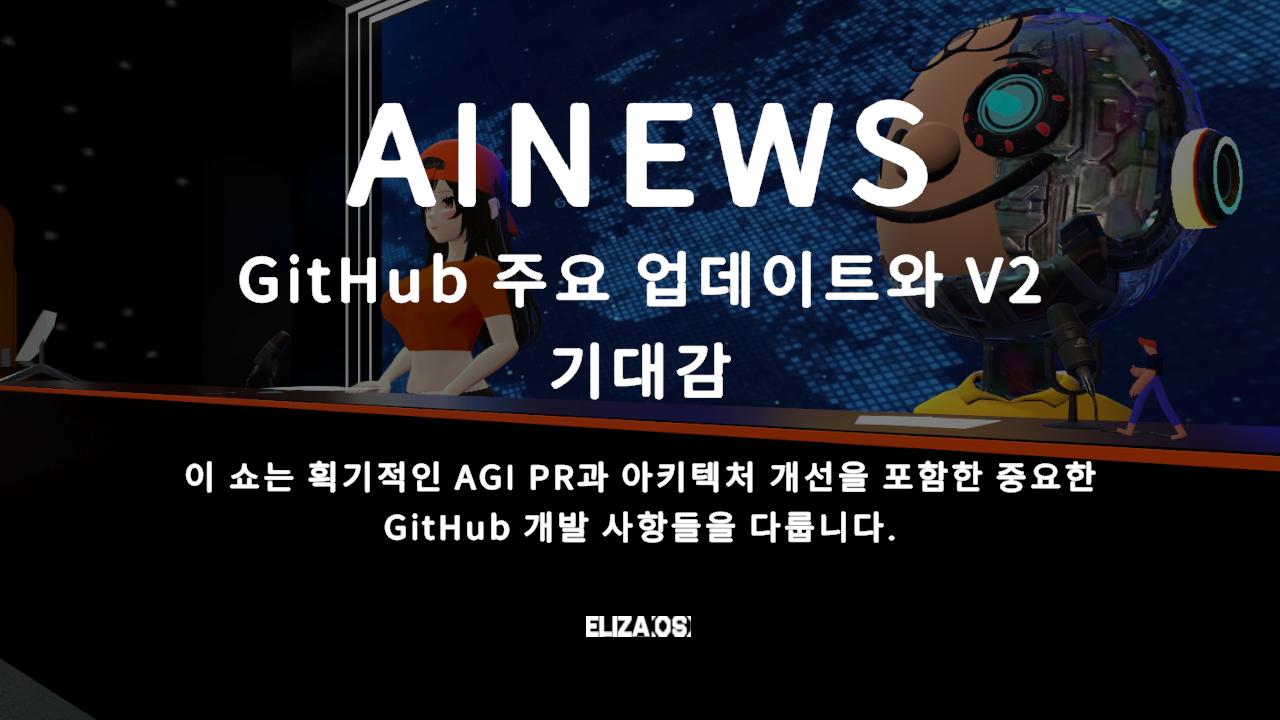 AINEWS
GitHub 주요 업데이트와 V2
기대감
이 쇼는 획기적인 AGI PR과 아키텍처 개선을 포함한 중요한
GitHub 개발 사항들을 다룹니다.
ELIZAOS